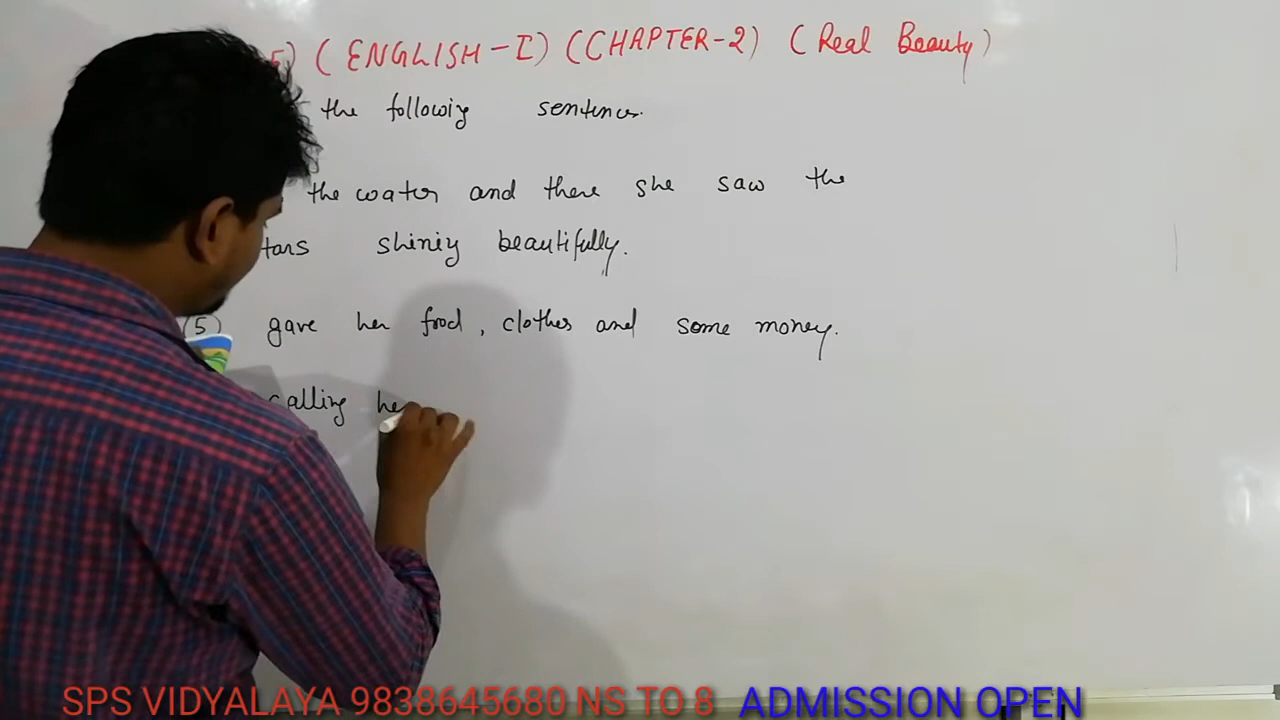 5) (ENGLISH-I) (CHAPTER-2) (Real Beauty)
the following sentences.
the water and there she saw the
tars shining beautifully.
(5) gave her food, clothes and some money.
calling he
SPS VIDYALAYA 9838645680 NS TO 8 ADMISSION OPEN